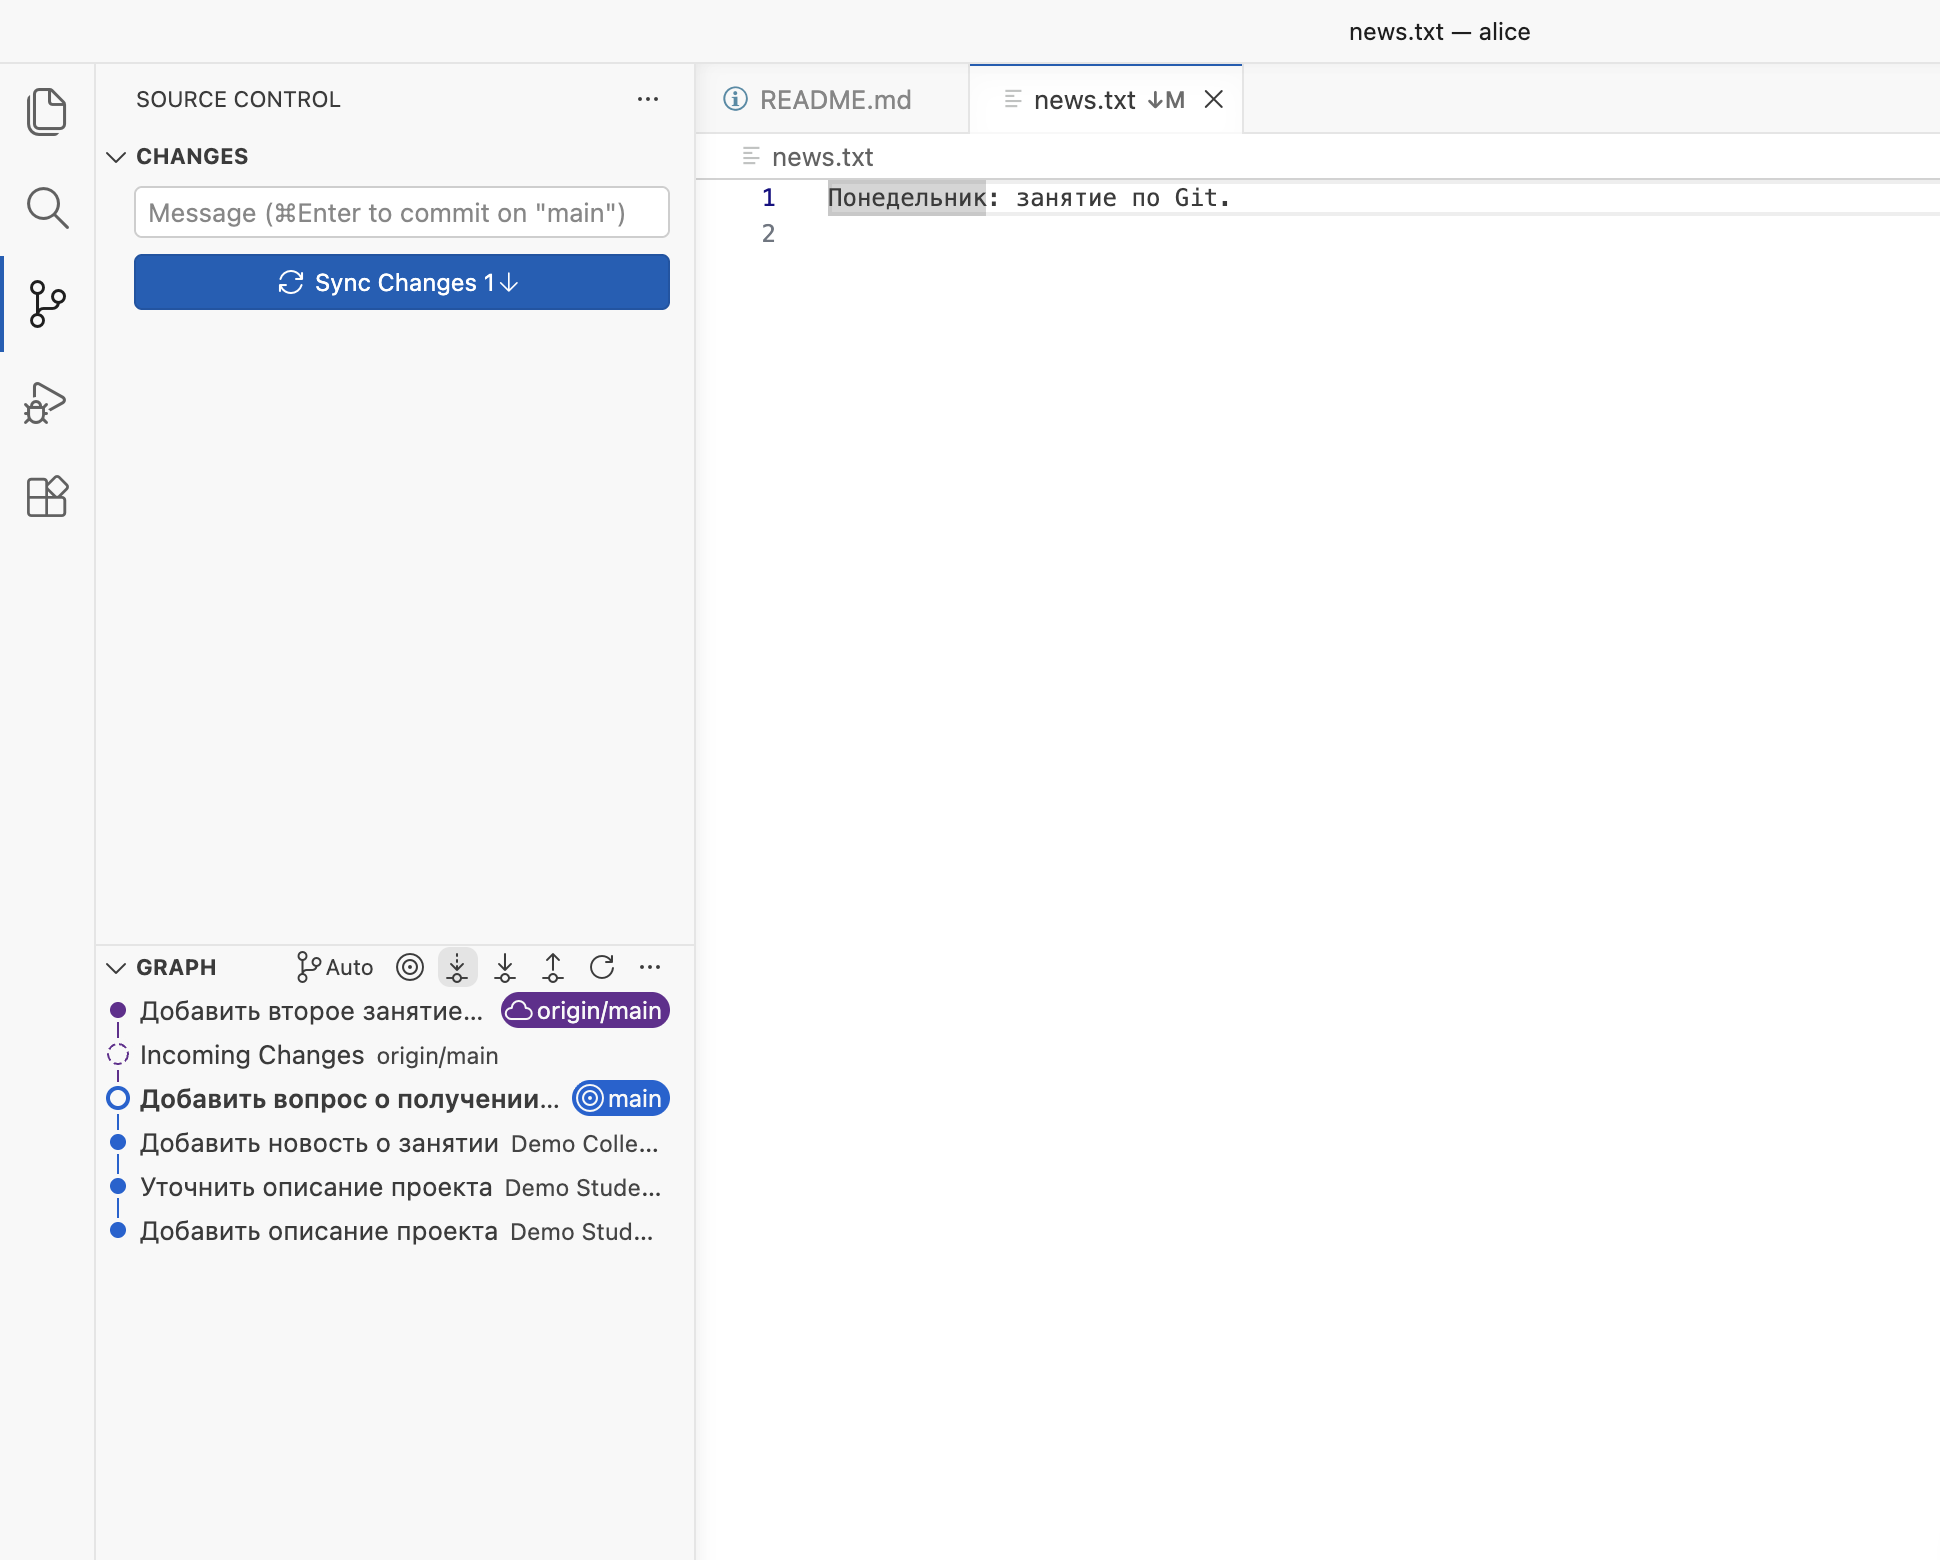 news.txt — alice
SOURCE CONTROL
CHANGES
Message (⌘Enter to commit on "main")
Sync Changes 1↓
README.md
news.txt ↓M
news.txt
1 Понедельник: занятие по Git.
2
GRAPH Auto
Добавить второе занятие... origin/main
Incoming Changes origin/main
Добавить вопрос о получении... main
Добавить новость о занятии Demo Colle...
Уточнить описание проекта Demo Stude...
Добавить описание проекта Demo Stud...